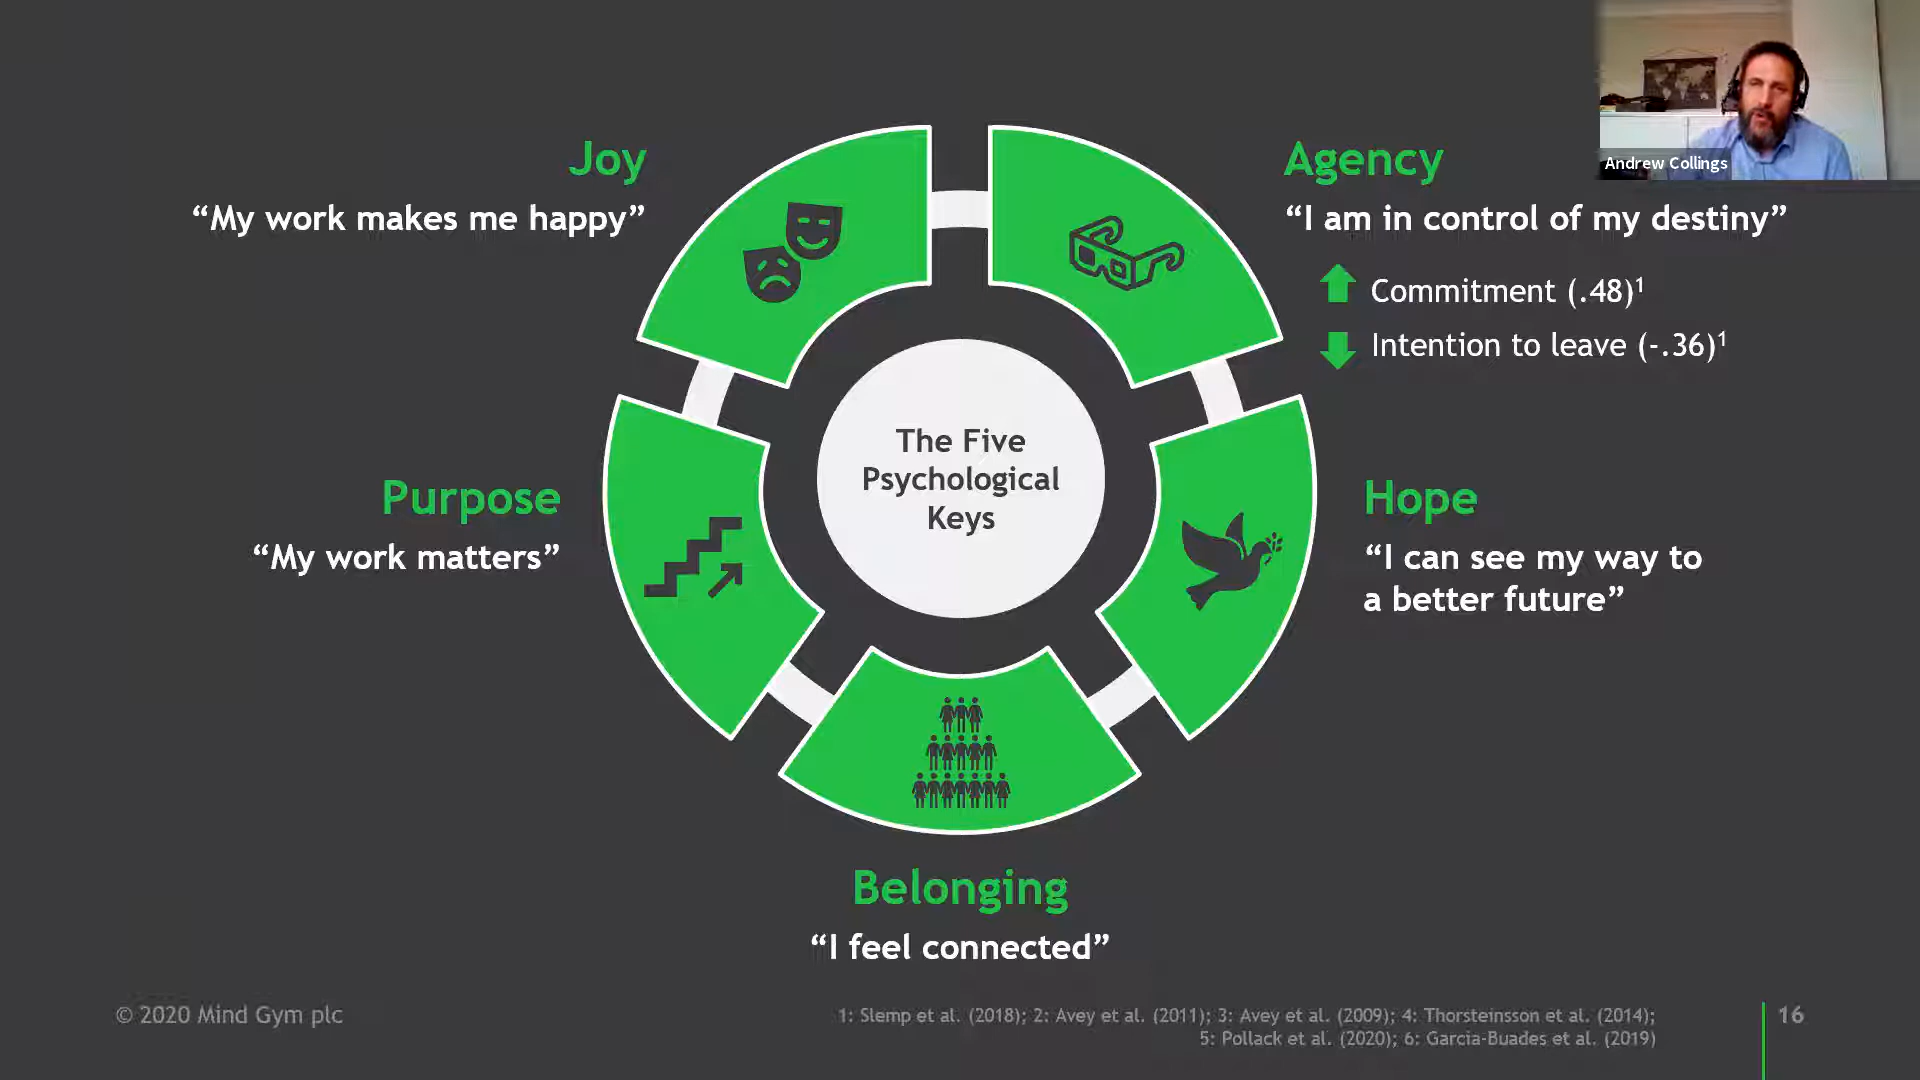 Andrew Collings
Joy
“My work makes me happy”
Agency
“I am in control of my destiny”
Commitment (.48)¹
Intention to leave (-.36)¹
The Five
Psychological
Keys
Purpose
“My work matters”
Hope
“I can see my way to
a better future”
Belonging
“I feel connected”
© 2020 Mind Gym plc
1: Slemp et al. (2018); 2: Avey et al. (2011); 3: Avey et al. (2009); 4: Thorsteinsson et al. (2014);
5: Pollack et al. (2020); 6: Garcia-Buades et al. (2019)
16